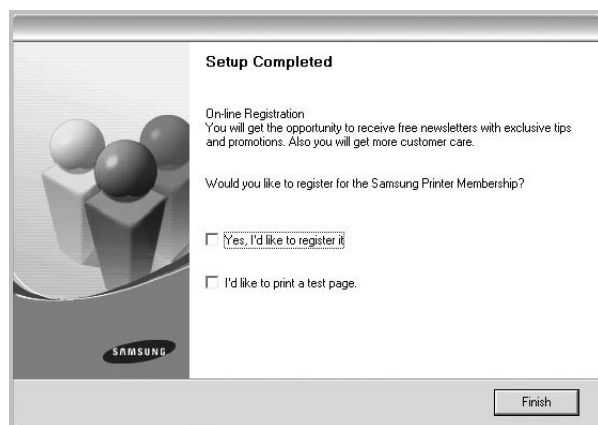 Setup Completed
On-line Registration
You will get the opportunity to receive free newsletters with exclusive tips
and promotions. Also you will get more customer care.
Would you like to register for the Samsung Printer Membership?
Yes, I'd like to register it
I'd like to print a test page.
SAMSUNG
Finish